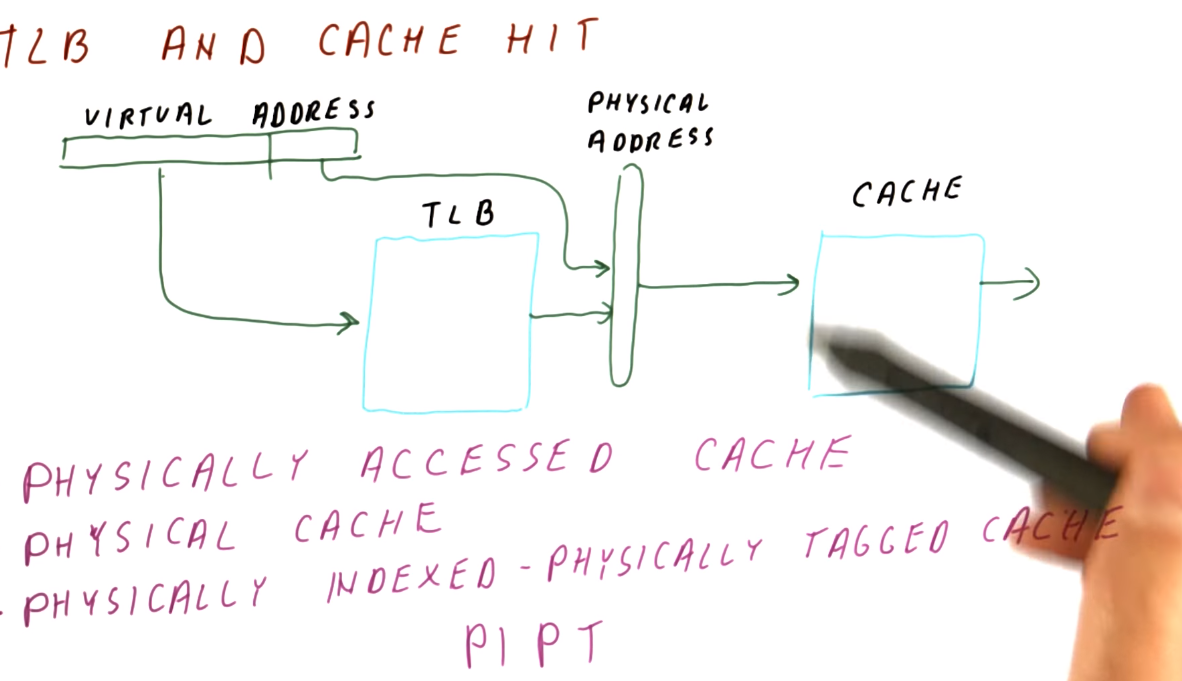 TLB AND CACHE HIT
VIRTUAL ADDRESS
PHYSICAL
ADDRESS
TLB
CACHE
PHYSICALLY ACCESSED CACHE
PHYSICAL CACHE
PHYSICALLY INDEXED - PHYSICALLY TAGGED CACHE
PIPT